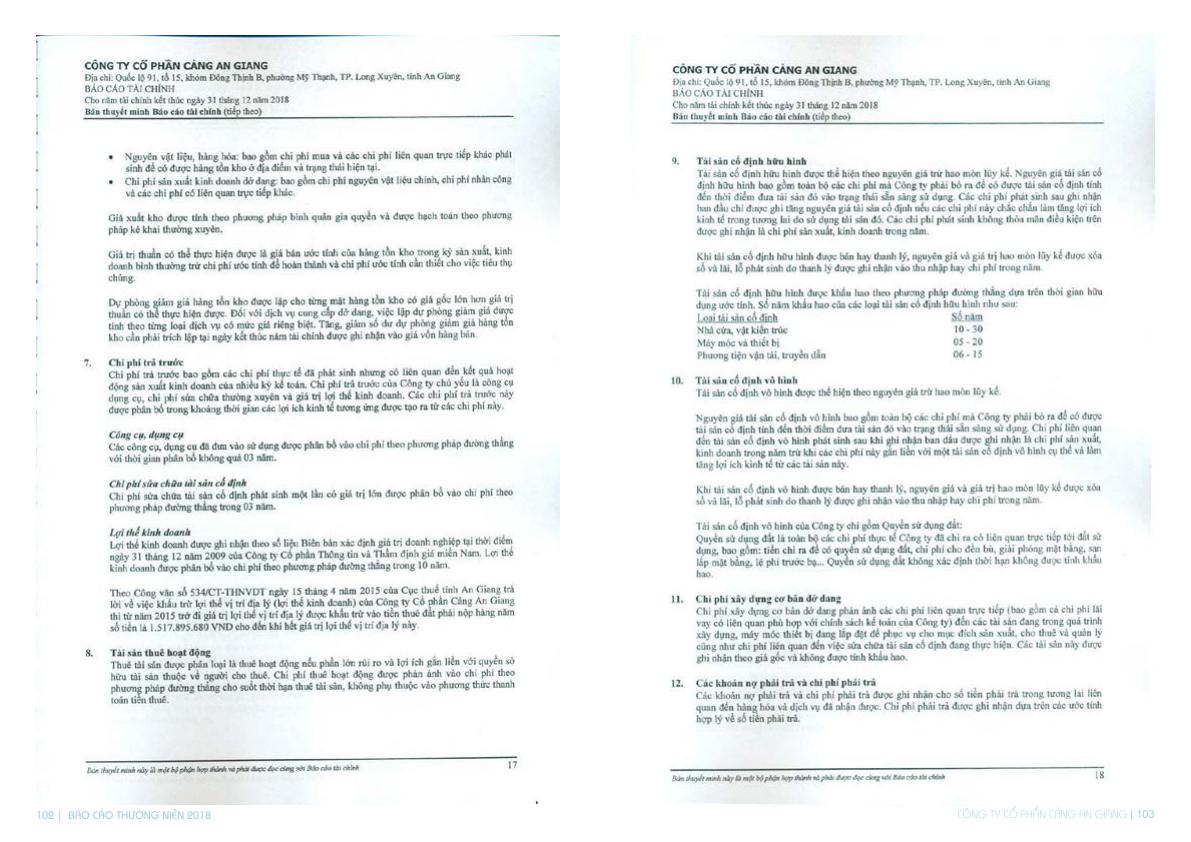 CÔNG TY CỔ PHẦN CẢNG AN GIANG
Địa chỉ: Quốc lộ 91, tổ 15, khóm Đông Thịnh B, phường Mỹ Thạnh, TP. Long Xuyên, tỉnh An Giang
BÁO CÁO TÀI CHÍNH
Cho năm tài chính kết thúc ngày 31 tháng 12 năm 2018
Bản thuyết minh Báo cáo tài chính (tiếp theo)
• Nguyên vật liệu, hàng hóa: bao gồm chi phí mua và các chi phí liên quan trực tiếp khác phát
sinh để có được hàng tồn kho ở địa điểm và trạng thái hiện tại.
• Chi phí sản xuất kinh doanh dở dang: bao gồm chi phí nguyên vật liệu chính, chi phí nhân công
và các chi phí có liên quan trực tiếp khác.
Giá xuất kho được tính theo phương pháp bình quân gia quyền và được hạch toán theo phương
pháp kê khai thường xuyên.
Giá trị thuần có thể thực hiện được là giá bán ước tính của hàng tồn kho trong kỳ sản xuất, kinh
doanh bình thường trừ chi phí ước tính để hoàn thành và chi phí ước tính cần thiết cho việc tiêu thụ
chúng.
Dự phòng giảm giá hàng tồn kho được lập cho từng mặt hàng tồn kho có giá gốc lớn hơn giá trị
thuần có thể thực hiện được. Đối với dịch vụ cung cấp dở dang, việc lập dự phòng giảm giá được
tính theo từng loại dịch vụ có mức giá riêng biệt. Tăng, giảm số dư dự phòng giảm giá hàng tồn
kho cần phải trích lập tại ngày kết thúc năm tài chính được ghi nhận vào giá vốn hàng bán.
7. Chi phí trả trước
Chi phí trả trước bao gồm các chi phí thực tế đã phát sinh nhưng có liên quan đến kết quả hoạt
động sản xuất kinh doanh của nhiều kỳ kế toán. Chi phí trả trước của Công ty chủ yếu là công cụ
dụng cụ, chi phí sửa chữa thường xuyên và giá trị lợi thế kinh doanh. Các chi phí trả trước này
được phân bổ trong khoảng thời gian các lợi ích kinh tế tương ứng được tạo ra từ các chi phí này.
Công cụ, dụng cụ
Các công cụ, dụng cụ đã đưa vào sử dụng được phân bổ vào chi phí theo phương pháp đường thẳng
với thời gian phân bổ không quá 03 năm.
Chi phí sửa chữa tài sản cố định
Chi phí sửa chữa tài sản cố định phát sinh một lần có giá trị lớn được phân bổ vào chi phí theo
phương pháp đường thẳng trong 03 năm.
Lợi thế kinh doanh
Lợi thế kinh doanh được ghi nhận theo số liệu Biên bản xác định giá trị doanh nghiệp tại thời điểm
ngày 31 tháng 12 năm 2009 của Công ty Cổ phần Thông tin và Thẩm định giá miền Nam. Lợi thế
kinh doanh được phân bổ vào chi phí theo phương pháp đường thẳng trong 10 năm.
Theo Công văn số 534/CT-THNVDT ngày 15 tháng 4 năm 2015 của Cục thuế tỉnh An Giang trả
lời về việc khấu trừ lợi thế vị trí địa lý (lợi thế kinh doanh) của Công ty Cổ phần Cảng An Giang
thì từ năm 2015 trở đi giá trị lợi thế vị trí địa lý được khấu trừ vào tiền thuê đất phải nộp hàng năm
số tiền là 1.517.895.680 VND cho đến khi hết giá trị lợi thế vị trí địa lý này.
8. Tài sản thuê hoạt động
Thuê tài sản được phân loại là thuê hoạt động nếu phần lớn rủi ro và lợi ích gắn liền với quyền sở
hữu tài sản thuộc về người cho thuê. Chi phí thuê hoạt động được phản ánh vào chi phí theo
phương pháp đường thẳng cho suốt thời hạn thuê tài sản, không phụ thuộc vào phương thức thanh
toán tiền thuê.
Bản thuyết minh này là một bộ phận hợp thành và phải được đọc cùng với Báo cáo tài chính
17
102 | BÁO CÁO THƯỜNG NIÊN 2018
CÔNG TY CỔ PHẦN CẢNG AN GIANG
Địa chỉ: Quốc lộ 91, tổ 15, khóm Đông Thịnh B, phường Mỹ Thạnh, TP. Long Xuyên, tỉnh An Giang
BÁO CÁO TÀI CHÍNH
Cho năm tài chính kết thúc ngày 31 tháng 12 năm 2018
Bản thuyết minh Báo cáo tài chính (tiếp theo)
9. Tài sản cố định hữu hình
Tài sản cố định hữu hình được thể hiện theo nguyên giá trừ hao mòn lũy kế. Nguyên giá tài sản cố
định hữu hình bao gồm toàn bộ các chi phí mà Công ty phải bỏ ra để có được tài sản cố định tính
đến thời điểm đưa tài sản đó vào trạng thái sẵn sàng sử dụng. Các chi phí phát sinh sau ghi nhận
ban đầu chỉ được ghi tăng nguyên giá tài sản cố định nếu các chi phí này chắc chắn làm tăng lợi ích
kinh tế trong tương lai do sử dụng tài sản đó. Các chi phí phát sinh không thỏa mãn điều kiện trên
được ghi nhận là chi phí sản xuất, kinh doanh trong năm.
Khi tài sản cố định hữu hình được bán hay thanh lý, nguyên giá và giá trị hao mòn lũy kế được xóa
sổ và lãi, lỗ phát sinh do thanh lý được ghi nhận vào thu nhập hay chi phí trong năm.
Tài sản cố định hữu hình được khấu hao theo phương pháp đường thẳng dựa trên thời gian hữu
dụng ước tính. Số năm khấu hao của các loại tài sản cố định hữu hình như sau:
Loại tài sản cố định Số năm
Nhà cửa, vật kiến trúc 10 - 30
Máy móc và thiết bị 05 - 20
Phương tiện vận tải, truyền dẫn 06 - 15
10. Tài sản cố định vô hình
Tài sản cố định vô hình được thể hiện theo nguyên giá trừ hao mòn lũy kế.
Nguyên giá tài sản cố định vô hình bao gồm toàn bộ các chi phí mà Công ty phải bỏ ra để có được
tài sản cố định tính đến thời điểm đưa tài sản đó vào trạng thái sẵn sàng sử dụng. Chi phí liên quan
đến tài sản cố định vô hình phát sinh sau khi ghi nhận ban đầu được ghi nhận là chi phí sản xuất,
kinh doanh trong năm trừ khi các chi phí này gắn liền với một tài sản cố định vô hình cụ thể và làm
tăng lợi ích kinh tế từ các tài sản này.
Khi tài sản cố định vô hình được bán hay thanh lý, nguyên giá và giá trị hao mòn lũy kế được xóa
sổ và lãi, lỗ phát sinh do thanh lý được ghi nhận vào thu nhập hay chi phí trong năm.
Tài sản cố định vô hình của Công ty chỉ gồm Quyền sử dụng đất:
Quyền sử dụng đất là toàn bộ các chi phí thực tế Công ty đã chi ra có liên quan trực tiếp tới đất sử
dụng, bao gồm: tiền chi ra để có quyền sử dụng đất, chi phí cho đền bù, giải phóng mặt bằng, san
lấp mặt bằng, lệ phí trước bạ... Quyền sử dụng đất không xác định thời hạn không được tính khấu
hao.
11. Chi phí xây dựng cơ bản dở dang
Chi phí xây dựng cơ bản dở dang phản ánh các chi phí liên quan trực tiếp (bao gồm cả chi phí lãi
vay có liên quan phù hợp với chính sách kế toán của Công ty) đến các tài sản đang trong quá trình
xây dựng, máy móc thiết bị đang lắp đặt để phục vụ cho mục đích sản xuất, cho thuê và quản lý
cũng như chi phí liên quan đến việc sửa chữa tài sản cố định đang thực hiện. Các tài sản này được
ghi nhận theo giá gốc và không được tính khấu hao.
12. Các khoản nợ phải trả và chi phí phải trả
Các khoản nợ phải trả và chi phí phải trả được ghi nhận cho số tiền phải trả trong tương lai liên
quan đến hàng hóa và dịch vụ đã nhận được. Chi phí phải trả được ghi nhận dựa trên các ước tính
hợp lý về số tiền phải trả.
Bản thuyết minh này là một bộ phận hợp thành và phải được đọc cùng với Báo cáo tài chính
18
CÔNG TY CỔ PHẦN CẢNG AN GIANG | 103